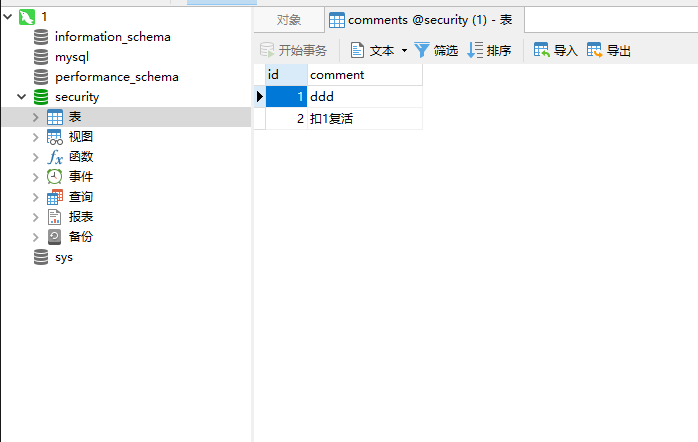 1
information_schema
mysql
performance_schema
security
表
视图
fx 函数
事件
查询
报表
备份
sys
对象 comments @security (1) - 表
开始事务 文本 筛选 排序 导入 导出
id comment
1 ddd
2 扣1复活